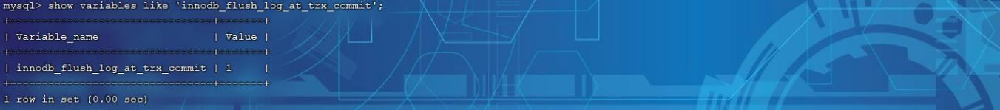 mysql> show variables like 'innodb_flush_log_at_trx_commit';
+--------------------------------+-------+
| Variable_name                  | Value |
+--------------------------------+-------+
| innodb_flush_log_at_trx_commit | 1     |
+--------------------------------+-------+
1 row in set (0.00 sec)